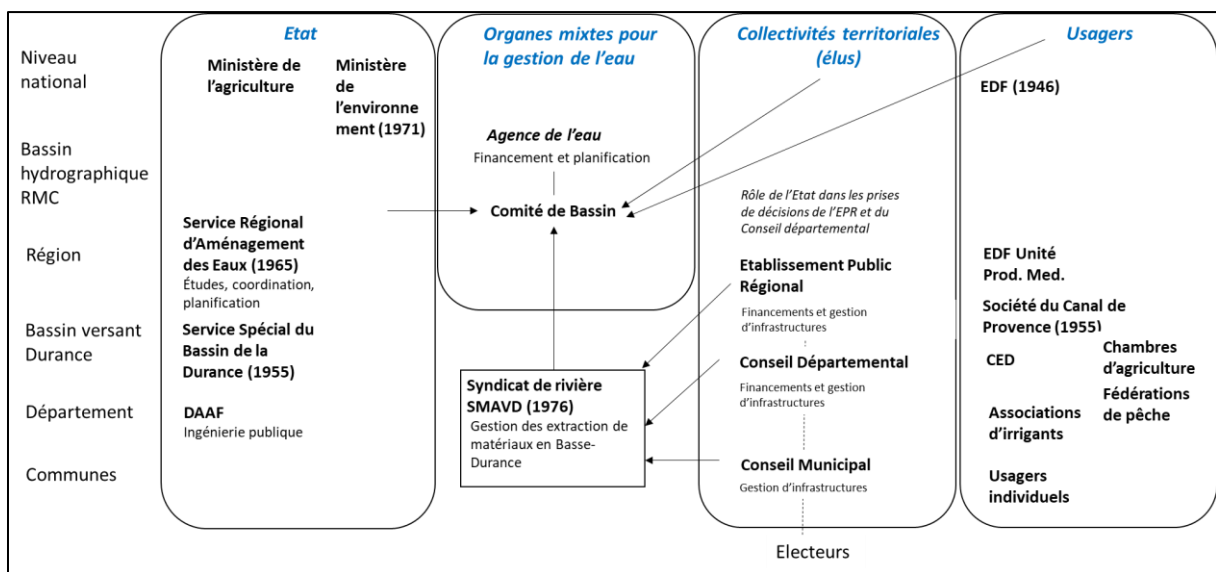 Niveau
national
Bassin
hydrographique
RMC
Région
Bassin versant
Durance
Département
Communes
Etat
Ministère de
l’agriculture
Ministère
de
l’environne
ment (1971)
Service Régional
d’Aménagement
des Eaux (1965)
Études, coordination,
planification
Service Spécial du
Bassin de la
Durance (1955)
DAAF
Ingénierie publique
Organes mixtes pour
la gestion de l’eau
Agence de l’eau
Financement et planification
Comité de Bassin
Syndicat de rivière
SMAVD (1976)
Gestion des extraction de
matériaux en Basse-
Durance
Collectivités territoriales
(élus)
Rôle de l’Etat dans les prises
de décisions de l’EPR et du
Conseil départemental
Etablissement Public
Régional
Financements et gestion
d’infrastructures
Conseil Départemental
Financements et gestion
d’infrastructures
Conseil Municipal
Gestion d’infrastructures
Electeurs
Usagers
EDF (1946)
EDF Unité
Prod. Med.
Société du Canal de
Provence (1955)
CED
Chambres
d’agriculture
Fédérations
de pêche
Associations
d’irrigants
Usagers
individuels